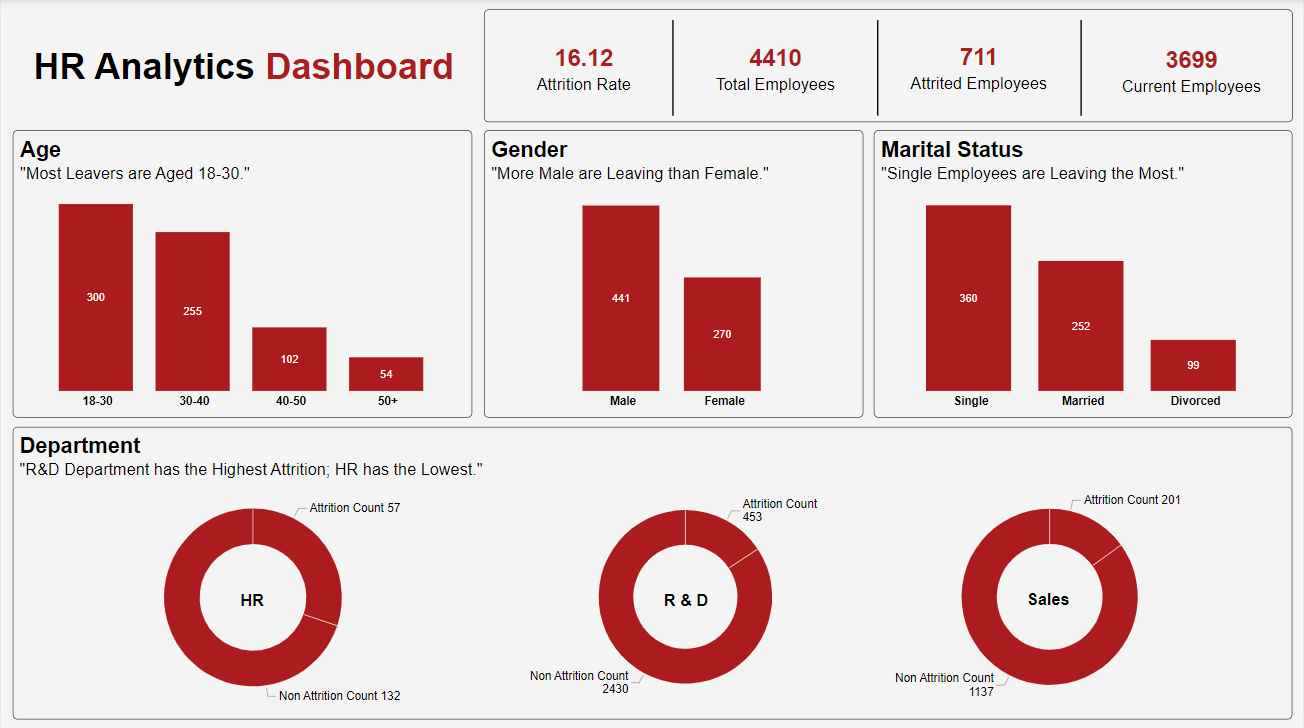 HR Analytics Dashboard
16.12
Attrition Rate
4410
Total Employees
711
Attrited Employees
3699
Current Employees
Age
"Most Leavers are Aged 18-30."
300
255
102
54
18-30
30-40
40-50
50+
Gender
"More Male are Leaving than Female."
441
270
Male
Female
Marital Status
"Single Employees are Leaving the Most."
360
252
99
Single
Married
Divorced
Department
"R&D Department has the Highest Attrition; HR has the Lowest."
Attrition Count 57
HR
Non Attrition Count 132
Attrition Count
453
R & D
Non Attrition Count
2430
Attrition Count 201
Sales
Non Attrition Count
1137